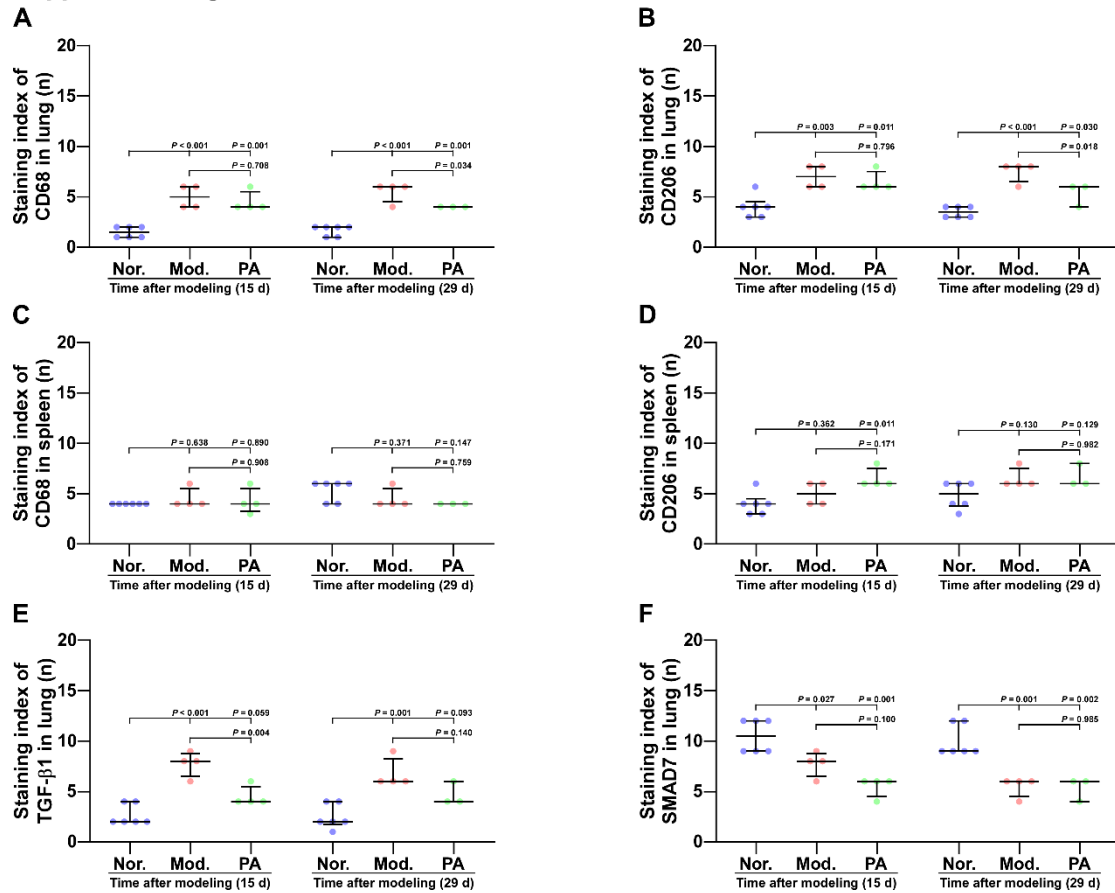 A
Staining index of
CD68 in lung (n)
20
15
10
5
0
P < 0.001
P = 0.001
P = 0.708
P < 0.001
P = 0.001
P = 0.034
Nor. Mod. PA
Time after modeling (15 d)
Nor. Mod. PA
Time after modeling (29 d)
B
Staining index of
CD206 in lung (n)
20
15
10
5
0
P = 0.003
P = 0.011
P = 0.796
P < 0.001
P = 0.030
P = 0.018
Nor. Mod. PA
Time after modeling (15 d)
Nor. Mod. PA
Time after modeling (29 d)
C
Staining index of
CD68 in spleen (n)
20
15
10
5
0
P = 0.638
P = 0.890
P = 0.908
P = 0.371
P = 0.147
P = 0.759
Nor. Mod. PA
Time after modeling (15 d)
Nor. Mod. PA
Time after modeling (29 d)
D
Staining index of
CD206 in spleen (n)
20
15
10
5
0
P = 0.362
P = 0.011
P = 0.171
P = 0.130
P = 0.129
P = 0.982
Nor. Mod. PA
Time after modeling (15 d)
Nor. Mod. PA
Time after modeling (29 d)
E
Staining index of
TGF-β1 in lung (n)
20
15
10
5
0
P < 0.001
P = 0.059
P = 0.004
P = 0.001
P = 0.093
P = 0.140
Nor. Mod. PA
Time after modeling (15 d)
Nor. Mod. PA
Time after modeling (29 d)
F
Staining index of
SMAD7 in lung (n)
20
15
10
5
0
P = 0.027
P = 0.001
P = 0.100
P = 0.001
P = 0.002
P = 0.985
Nor. Mod. PA
Time after modeling (15 d)
Nor. Mod. PA
Time after modeling (29 d)